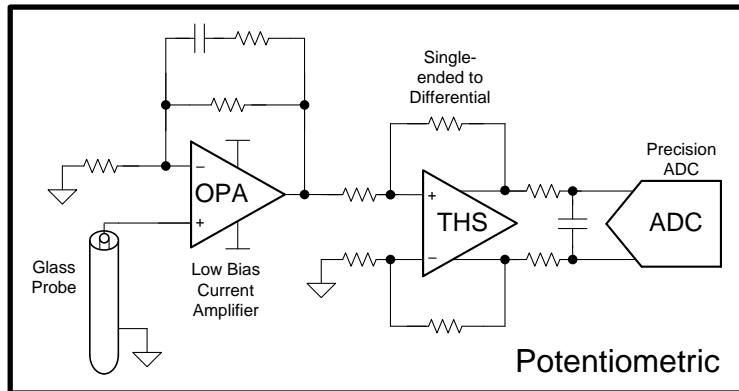 Single-
ended to
Differential
Precision
ADC
−
OPA
+
+
THS
−
ADC
Glass
Probe
Low Bias
Current
Amplifier
Potentiometric